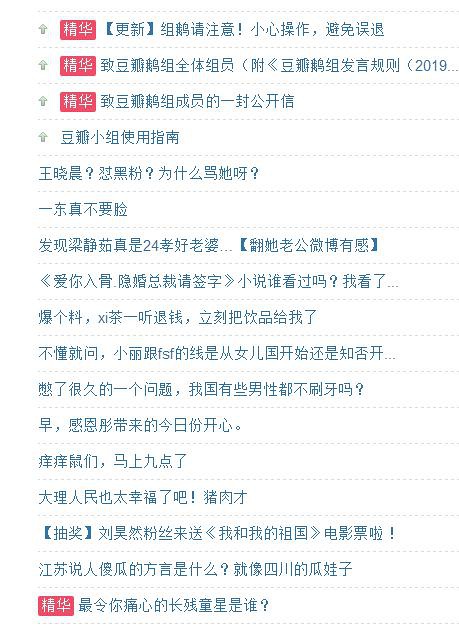 精华 【更新】组鹅请注意！小心操作，避免误退
精华 致豆瓣鹅组全体组员（附《豆瓣鹅组发言规则（2019...
精华 致豆瓣鹅组成员的一封公开信
豆瓣小组使用指南
王晓晨？怼黑粉？为什么骂她呀？
一东真不要脸
发现梁静茹真是24孝好老婆…【翻她老公微博有感】
《爱你入骨.隐婚总裁请签字》小说谁看过吗？我看了...
爆个料，xi茶一听退钱，立刻把饮品给我了
不懂就问，小丽跟fsf的线是从女儿国开始还是知否开...
憋了很久的一个问题，我国有些男性都不刷牙吗？
早，感恩彤带来的今日份开心。
痒痒鼠们，马上九点了
大理人民也太幸福了吧！猪肉才
【抽奖】刘昊然粉丝来送《我和我的祖国》电影票啦！
江苏说人傻瓜的方言是什么？就像四川的瓜娃子
精华 最令你痛心的长残童星是谁？